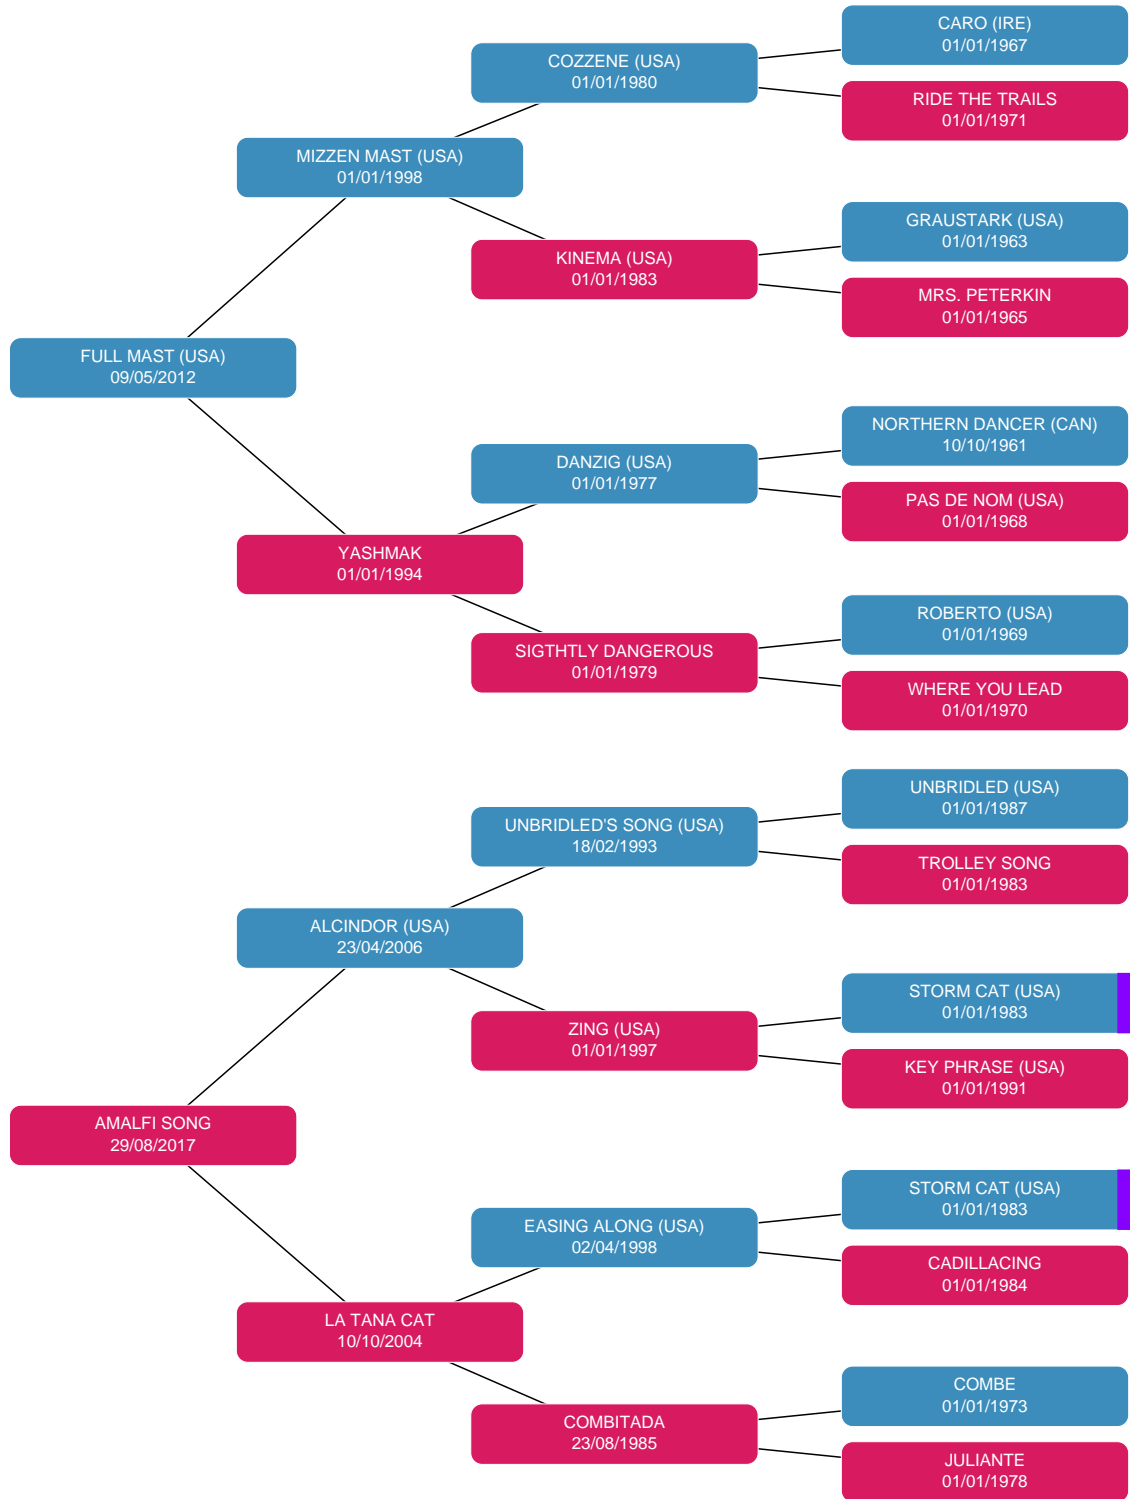 CARO (IRE)
01/01/1967
COZZENE (USA)
01/01/1980
RIDE THE TRAILS
01/01/1971
MIZZEN MAST (USA)
01/01/1998
GRAUSTARK (USA)
01/01/1963
KINEMA (USA)
01/01/1983
MRS. PETERKIN
01/01/1965
FULL MAST (USA)
09/05/2012
NORTHERN DANCER (CAN)
10/10/1961
DANZIG (USA)
01/01/1977
PAS DE NOM (USA)
01/01/1968
YASHMAK
01/01/1994
ROBERTO (USA)
01/01/1969
SIGTHTLY DANGEROUS
01/01/1979
WHERE YOU LEAD
01/01/1970
UNBRIDLED (USA)
01/01/1987
UNBRIDLED'S SONG (USA)
18/02/1993
TROLLEY SONG
01/01/1983
ALCINDOR (USA)
23/04/2006
STORM CAT (USA)
01/01/1983
ZING (USA)
01/01/1997
KEY PHRASE (USA)
01/01/1991
AMALFI SONG
29/08/2017
STORM CAT (USA)
01/01/1983
EASING ALONG (USA)
02/04/1998
CADILLACING
01/01/1984
LA TANA CAT
10/10/2004
COMBE
01/01/1973
COMBITADA
23/08/1985
JULIANTE
01/01/1978